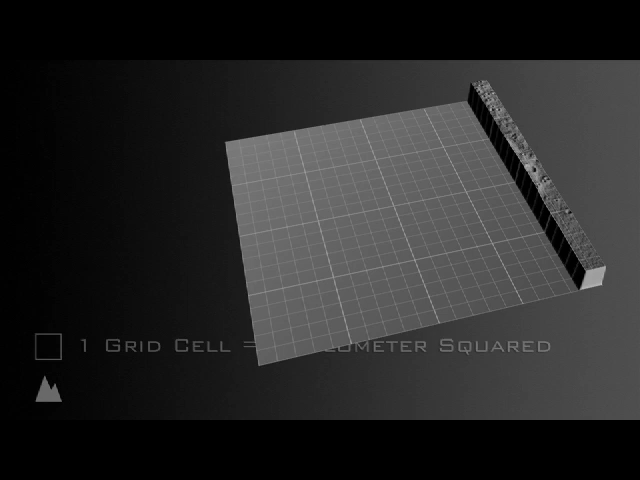 1 Grid Cell = Squared